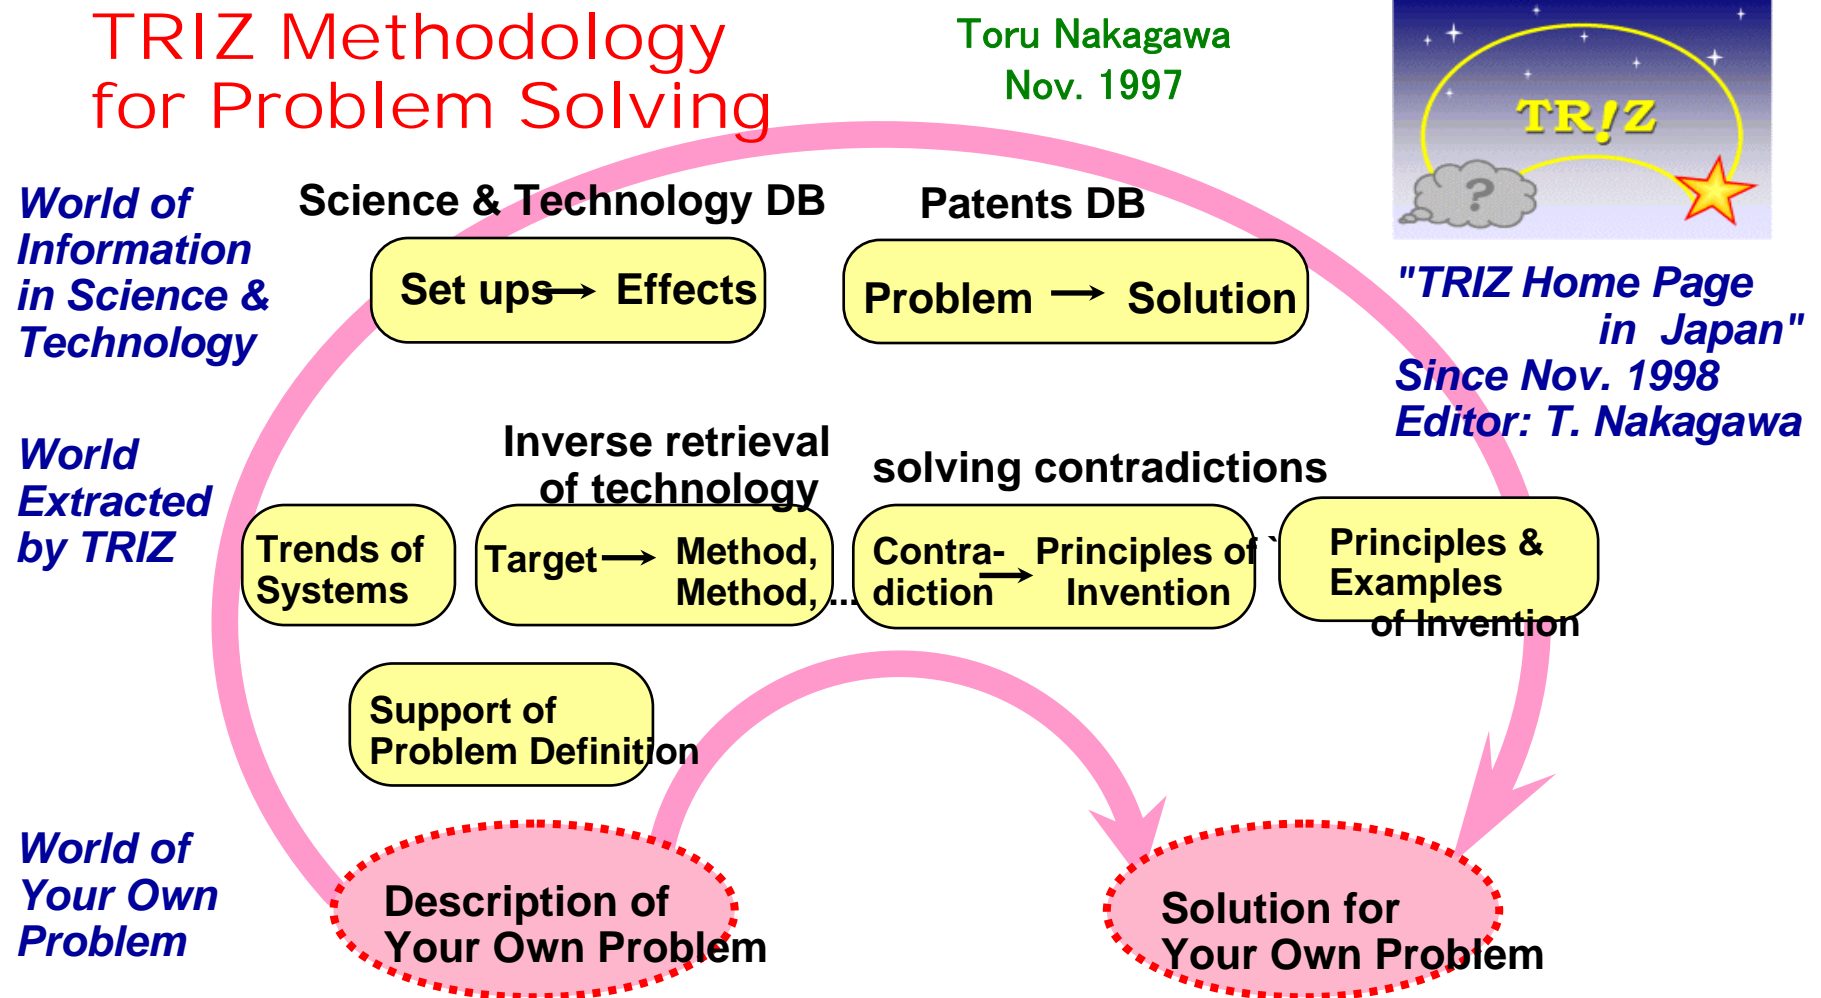 TRIZ Methodology
for Problem Solving
Toru Nakagawa
Nov. 1997
TR!Z
?
"TRIZ Home Page
in Japan"
Since Nov. 1998
Editor: T. Nakagawa
World of
Information
in Science &
Technology
Science & Technology DB
Set ups → Effects
Patents DB
Problem → Solution
World
Extracted
by TRIZ
Trends of
Systems
Inverse retrieval
of technology
Target → Method,
Method, ...
solving contradictions
Contra-
diction → Principles of `
Invention
Principles &
Examples
of Invention
Support of
Problem Definition
World of
Your Own
Problem
Description of
Your Own Problem
Solution for
Your Own Problem